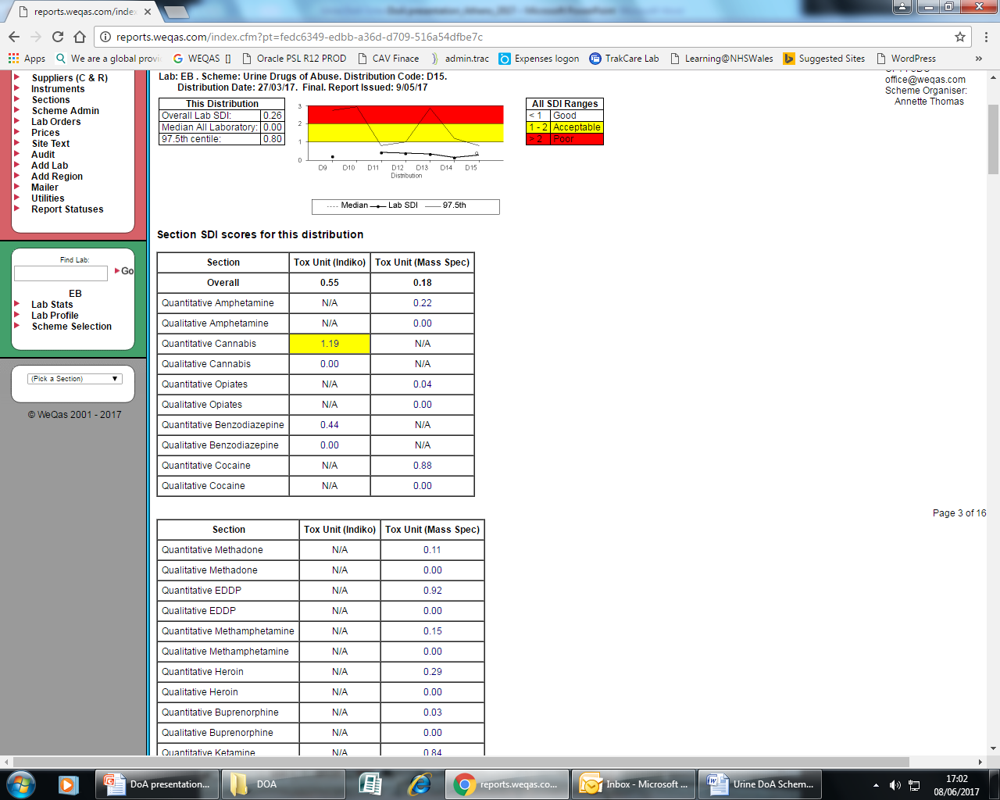 reports.weqas.com/index
reports.weqas.com/index.cfm?pt=fedc6349-edbb-a36d-d709-516a54dfbe7c
Apps We are a global provi WEQAS [] Oracle PSL R12 PROD CAV Finace admin.trac Expenses logon TrakCare Lab Learning@NHSWales Suggested Sites WordPress »
Suppliers (C & R)
Instruments
Sections
Scheme Admin
Lab Orders
Prices
Site Text
Audit
Add Lab
Add Region
Mailer
Utilities
Report Statuses
Find Lab:
Go
EB
Lab Stats
Lab Profile
Scheme Selection
(Pick a Section)
© WeQas 2001 - 2017
Lab: EB . Scheme: Urine Drugs of Abuse. Distribution Code: D15.
Distribution Date: 27/03/17. Final. Report Issued: 9/05/17
office@weqas.com
Scheme Organiser:
Annette Thomas
This Distribution
Overall Lab SDI: 0.26
Median All Laboratory: 0.00
97.5th centile: 0.80
3
2
1
0
D9 D10 D11 D12 D13 D14 D15
Distribution
Median Lab SDI 97.5th
All SDI Ranges
< 1 Good
1 - 2 Acceptable
> 2 Poor
Section SDI scores for this distribution
Section Tox Unit (Indiko) Tox Unit (Mass Spec)
Overall 0.55 0.18
Quantitative Amphetamine N/A 0.22
Qualitative Amphetamine N/A 0.00
Quantitative Cannabis 1.19 N/A
Qualitative Cannabis 0.00 N/A
Quantitative Opiates N/A 0.04
Qualitative Opiates N/A 0.00
Quantitative Benzodiazepine 0.44 N/A
Qualitative Benzodiazepine 0.00 N/A
Quantitative Cocaine N/A 0.88
Qualitative Cocaine N/A 0.00
Page 3 of 16
Section Tox Unit (Indiko) Tox Unit (Mass Spec)
Quantitative Methadone N/A 0.11
Qualitative Methadone N/A 0.00
Quantitative EDDP N/A 0.92
Qualitative EDDP N/A 0.00
Quantitative Methamphetamine N/A 0.15
Qualitative Methamphetamine N/A 0.00
Quantitative Heroin N/A 0.29
Qualitative Heroin N/A 0.00
Quantitative Buprenorphine N/A 0.03
Qualitative Buprenorphine N/A 0.00
Quantitative Ketamine N/A 0.84
DoA presentation... DOA reports.weqas.co... Inbox - Microsoft ... Urine DoA Schem...
17:02
08/06/2017